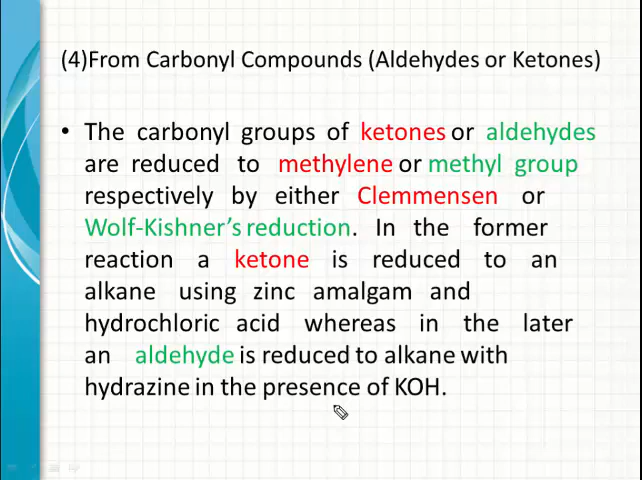 (4)From Carbonyl Compounds (Aldehydes or Ketones)
• The carbonyl groups of ketones or aldehydes
are reduced to methylene or methyl group
respectively by either Clemmensen or
Wolf-Kishner's reduction. In the former
reaction a ketone is reduced to an
alkane using zinc amalgam and
hydrochloric acid whereas in the later
an aldehyde is reduced to alkane with
hydrazine in the presence of KOH.